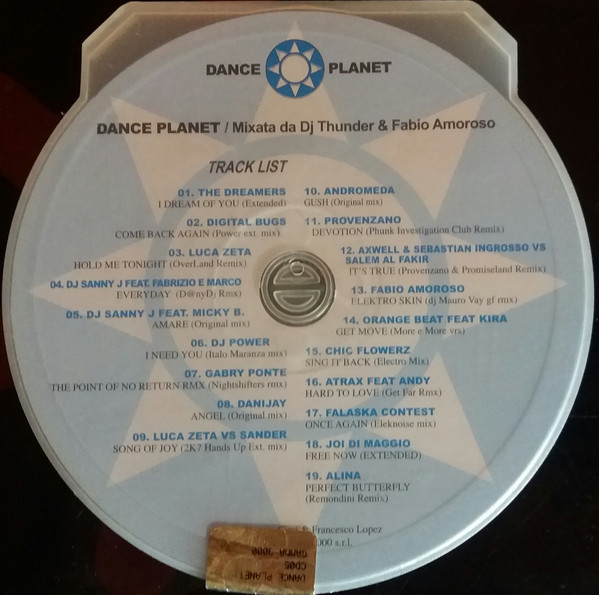 DANCE PLANET
DANCE PLANET / Mixata da Dj Thunder & Fabio Amoroso
TRACK LIST
01. THE DREAMERS
I DREAM OF YOU (Extended)
02. DIGITAL BUGS
COME BACK AGAIN (Power ext. mix)
03. LUCA ZETA
HOLD ME TONIGHT (OverLand Remix)
04. DJ SANNY J FEAT. FABRIZIO E MARCO
EVERYDAY (D@nyDj Rmx)
05. DJ SANNY J FEAT. MICKY B.
AMARE (Original mix)
06. DJ POWER
I NEED YOU (Italo Maranza mix)
07. GABRY PONTE
THE POINT OF NO RETURN RMX (Nightshifters rmx)
08. DANIJAY
ANGEL (Original mix)
09. LUCA ZETA VS SANDER
SONG OF JOY (2K7 Hands Up Ext. mix)
10. ANDROMEDA
GUSH (Original mix)
11. PROVENZANO
DEVOTION (Phunk Investigation Club Remix)
12. AXWELL & SEBASTIAN INGROSSO VS
SALEM AL FAKIR
IT'S TRUE (Provenzano & Promiseland Remix)
13. FABIO AMOROSO
ELEKTRO SKIN (dj Mauro Vay gf rmx)
14. ORANGE BEAT FEAT KIRA
GET MOVE (More e More vrs)
15. CHIC FLOWERZ
SING IT BACK (Electro Mix)
16. ATRAX FEAT ANDY
HARD TO LOVE (Get Far Rmx)
17. FALASKA CONTEST
ONCE AGAIN (Eleknoise mix)
18. JOI DI MAGGIO
FREE NOW (EXTENDED)
19. ALINA
PERFECT BUTTERFLY
(Remondini Remix)
Francesco Lopez
s.r.l.
DANCE PLANET
CD05
GAMMA 3000